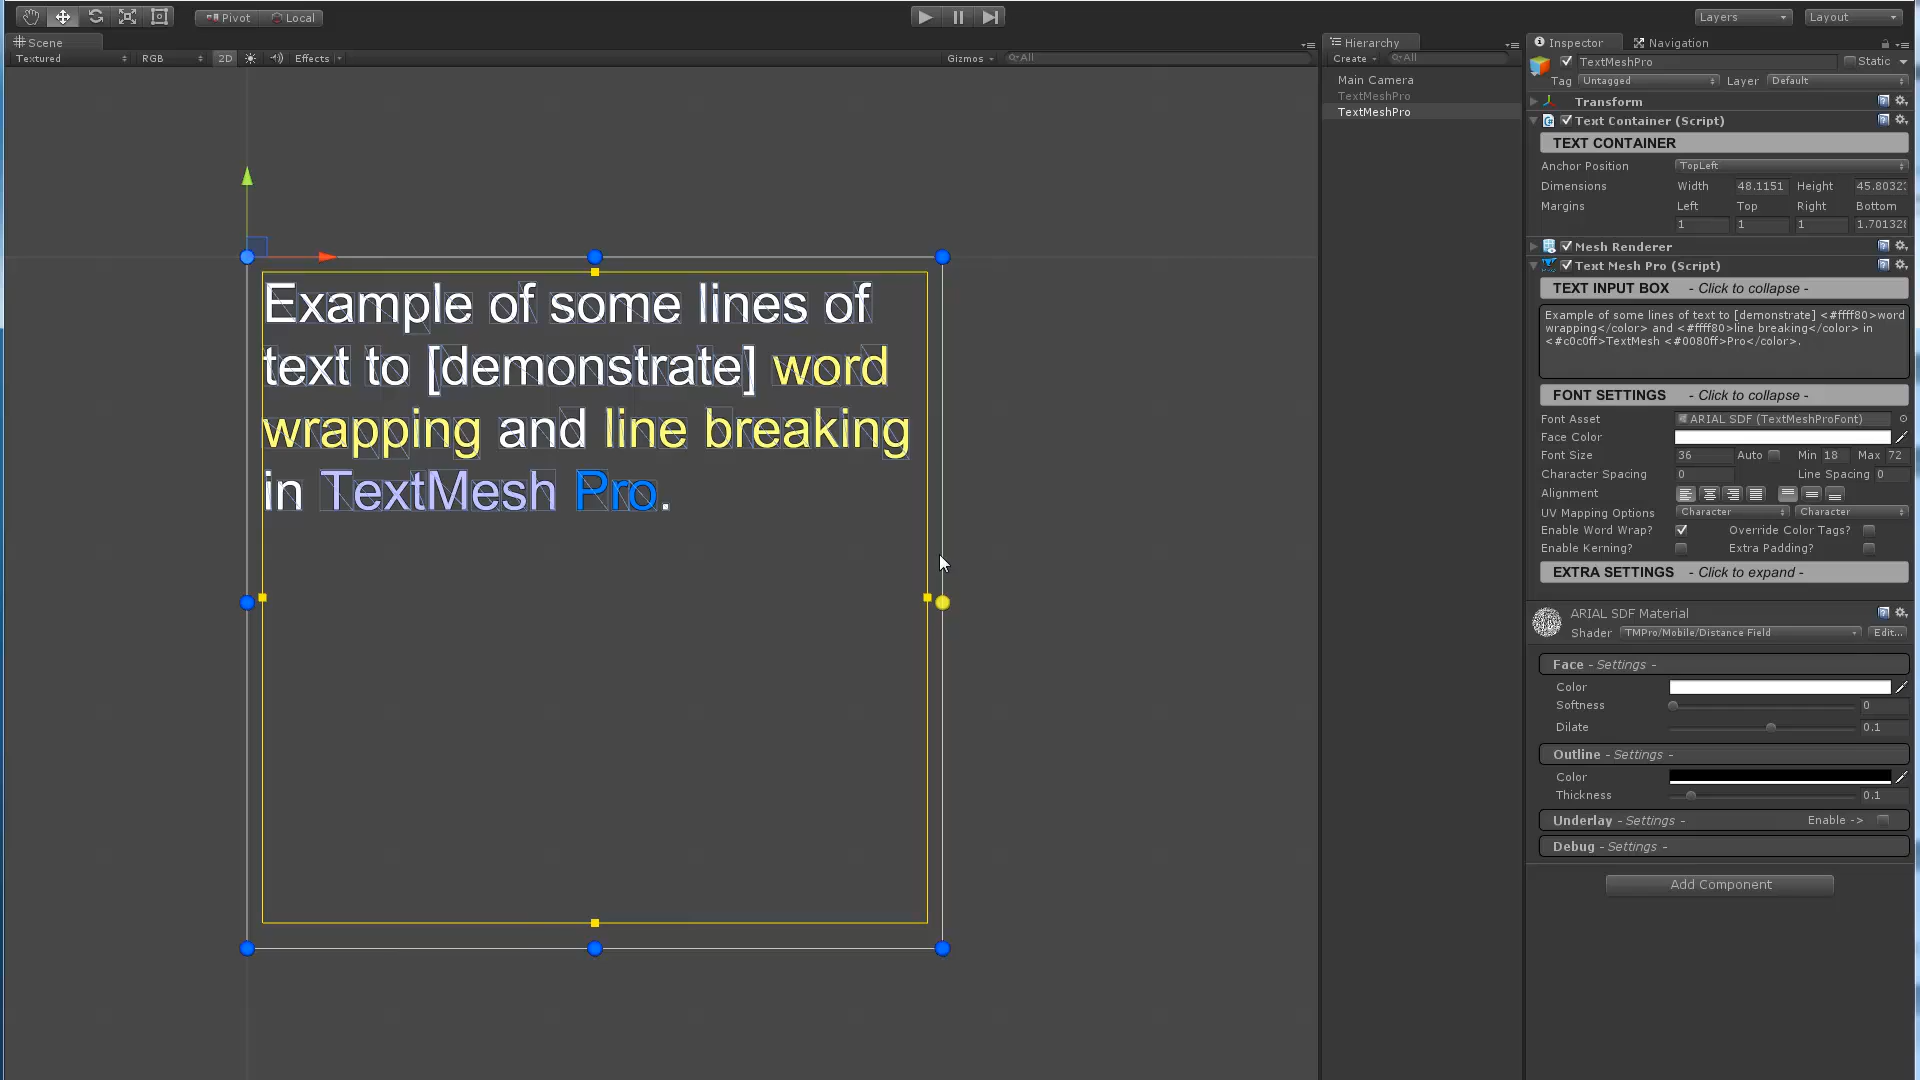 Pivot Local Layers Layout
Scene Hierarchy Inspector Navigation
Textured RGB 2D Effects Gizmos All Create All
TextMeshPro Static
Tag Untagged Layer Default
Main Camera
TextMeshPro
TextMeshPro
Transform
Text Container (Script)
TEXT CONTAINER
Anchor Position TopLeft
Dimensions Width 48.1151 Height 45.8032
Margins Left Top Right Bottom
1 1 1 1.701328
Mesh Renderer
Text Mesh Pro (Script)
TEXT INPUT BOX - Click to collapse -
Example of some lines of text to [demonstrate] <#ffff80>word
wrapping</color> and <#ffff80>line breaking</color> in
<#c0c0ff>TextMesh <#0080ff>Pro</color>.
FONT SETTINGS - Click to collapse -
Font Asset ARIAL SDF (TextMeshProFont)
Face Color
Font Size 36 Auto Min 18 Max 72
Character Spacing 0 Line Spacing 0
Alignment
UV Mapping Options Character Character
Enable Word Wrap? Override Color Tags?
Enable Kerning? Extra Padding?
EXTRA SETTINGS - Click to expand -
ARIAL SDF Material
Shader TMPro/Mobile/Distance Field Edit...
Face - Settings -
Color
Softness 0
Dilate 0.1
Outline - Settings -
Color
Thickness 0.1
Underlay - Settings - Enable ->
Debug - Settings -
Add Component
Example of some lines of
text to [demonstrate] word
wrapping and line breaking
in TextMesh Pro.